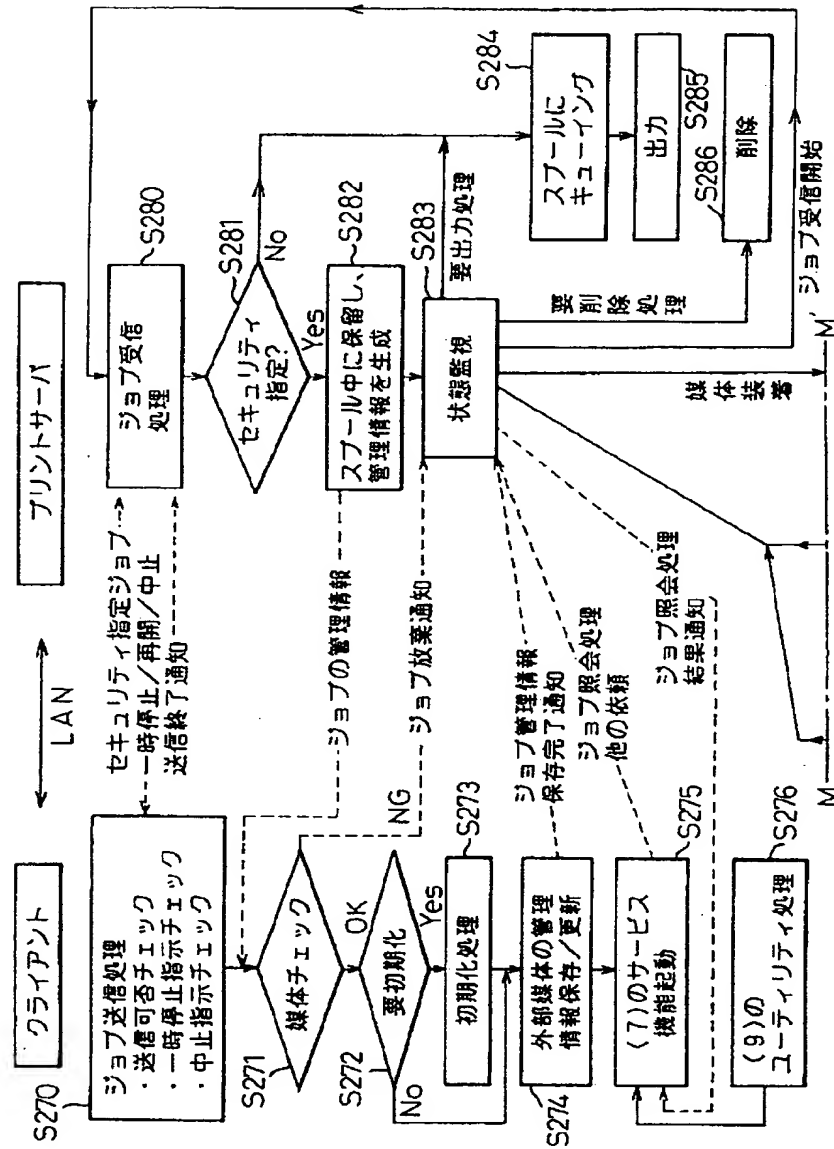 クライアント
LAN
プリントサーバ
S270
ジョブ送信処理
・送信可否チェック
・一時停止指示チェック
・中止指示チェック
セキュリティ指定ジョブ
一時停止/再開/中止
送信終了通知
ジョブ受信
処理
S280
S271
媒体チェック
NG
OK
ジョブの管理情報
ジョブ放棄通知
セキュリティ
指定?
S281
No
Yes
S272
要初期化
No
Yes
スプール中に保留し、
管理情報を生成
S282
初期化処理
S273
状態監視
S283
要出力処理
スプールに
キューイング
S284
出力
S285
S286
削除
要削除処理
外部媒体の管理
情報保存/更新
S274
ジョブ管理情報
保存完了通知
(7)のサービス
機能起動
S275
ジョブ照会処理
他の依頼
ジョブ照会処理
結果通知
媒体装着
ジョブ受信開始
(9)の
ユーティリティ処理
S276
M
M'